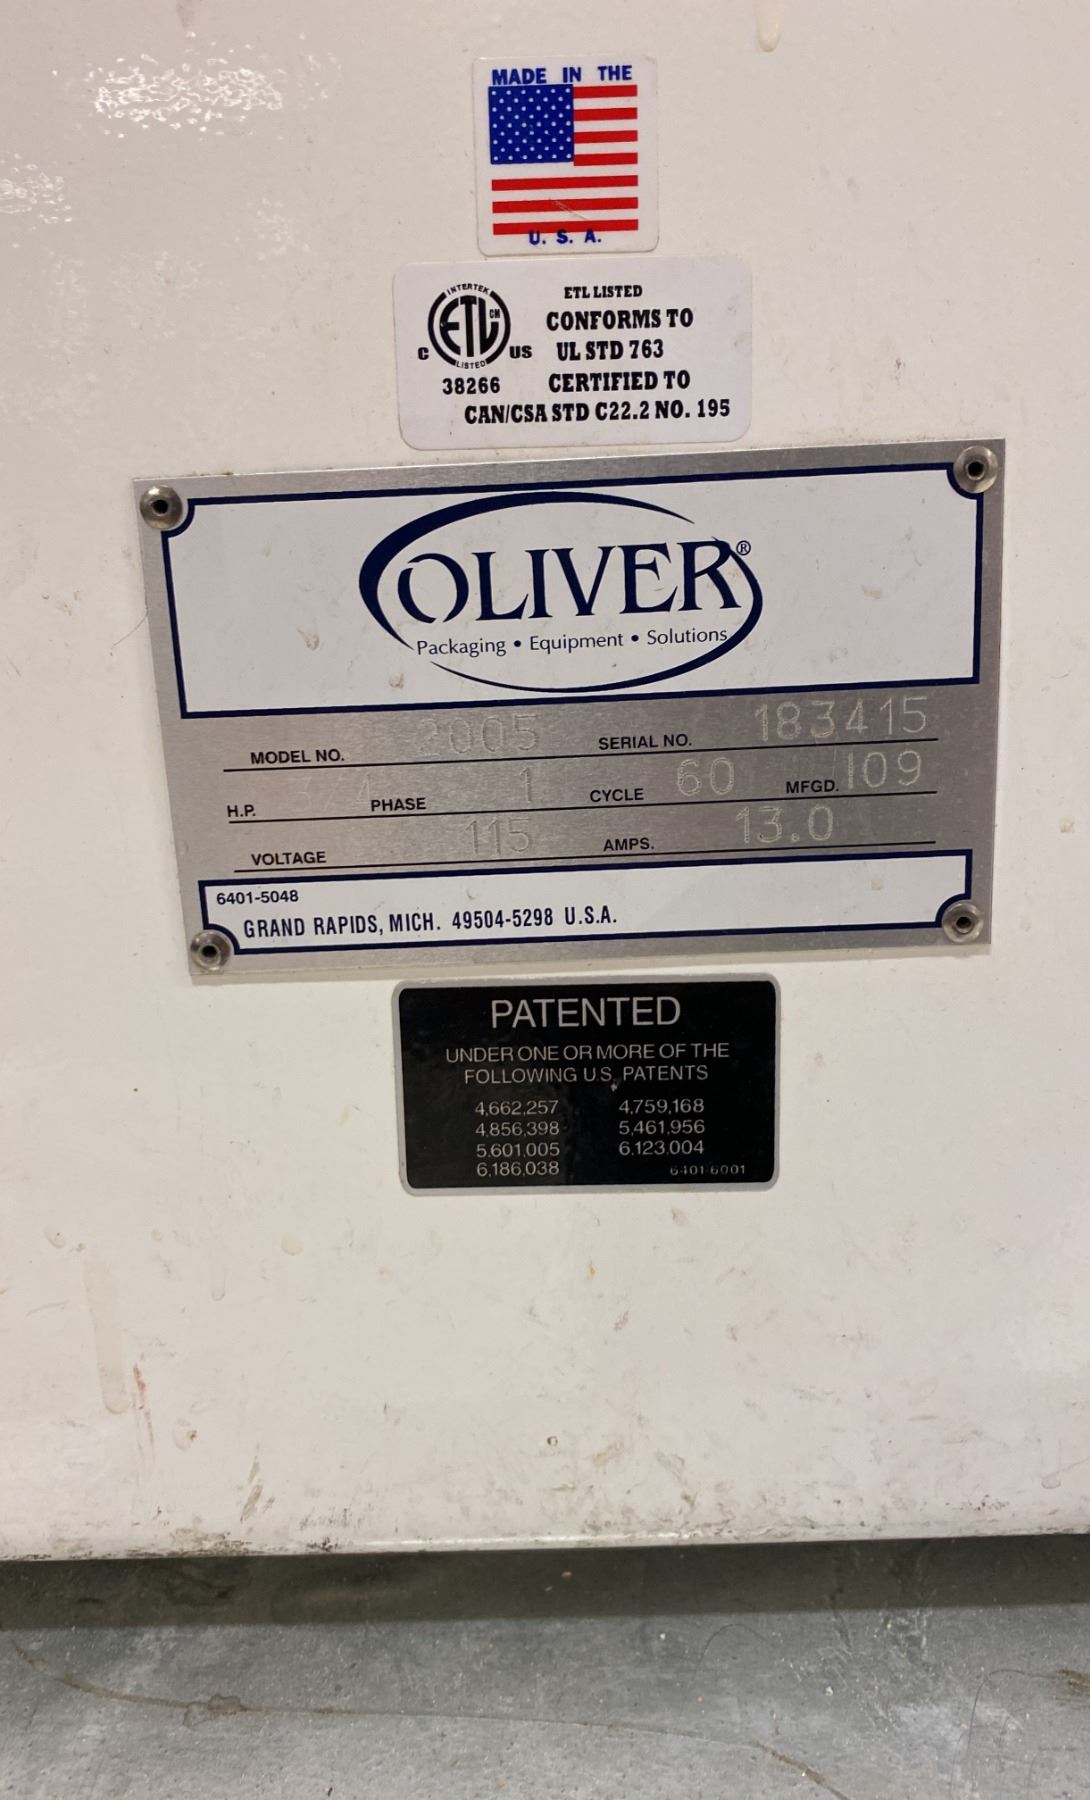 MADE IN THE
U. S. A.
INTERTEK
ETL CM
C US
LISTED
38266
ETL LISTED
CONFORMS TO
UL STD 763
CERTIFIED TO
CAN/CSA STD C22.2 NO. 195
OLIVER®
Packaging • Equipment • Solutions
MODEL NO. 2005 SERIAL NO. 183415
H.P. 3/4 PHASE 1 CYCLE 60 MFGD. 109
VOLTAGE 115 AMPS. 13.0
6401-5048
GRAND RAPIDS, MICH. 49504-5298 U.S.A.
PATENTED
UNDER ONE OR MORE OF THE
FOLLOWING U.S. PATENTS
4,662,257 4,759,168
4,856,398 5,461,956
5,601,005 6,123,004
6,186,038 6401-6001